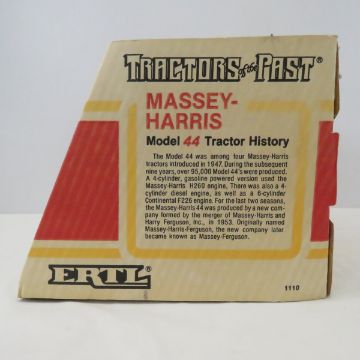 TRACTORS of the PAST®
MASSEY-
HARRIS
Model 44 Tractor History
The Model 44 was among four Massey-Harris
tractors introduced in 1947. During the subsequent
nine years, over 95,000 Model 44's were produced.
A 4-cylinder, gasoline powered version used the
Massey-Harris H260 engine, There was also a 4-
cylinder diesel engine, as well as a 6-cylinder
Continental F226 engine. For the last two seasons,
the Massey-Harris 44 was produced by a new com-
pany formed by the merger of Massey-Harris and
Harry Ferguson, Inc., in 1953. Originally named
Massey-Harris-Ferguson, the new company later
became known as Massey-Ferguson.
ERTL®
1110